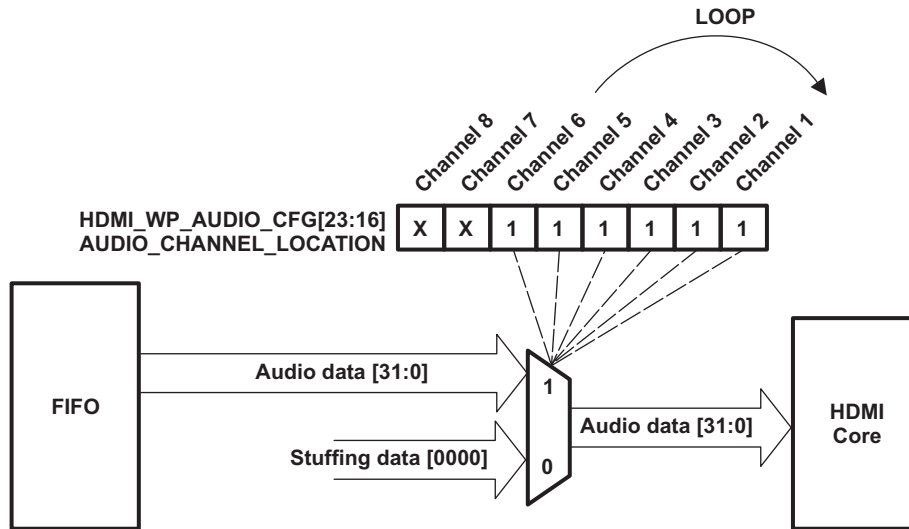 LOOP
Channel 8
Channel 7
Channel 6
Channel 5
Channel 4
Channel 3
Channel 2
Channel 1
HDMI_WP_AUDIO_CFG[23:16]
AUDIO_CHANNEL_LOCATION
X X 1 1 1 1 1 1
FIFO
Audio data [31:0]
1
Stuffing data [0000]
0
Audio data [31:0]
HDMI
Core